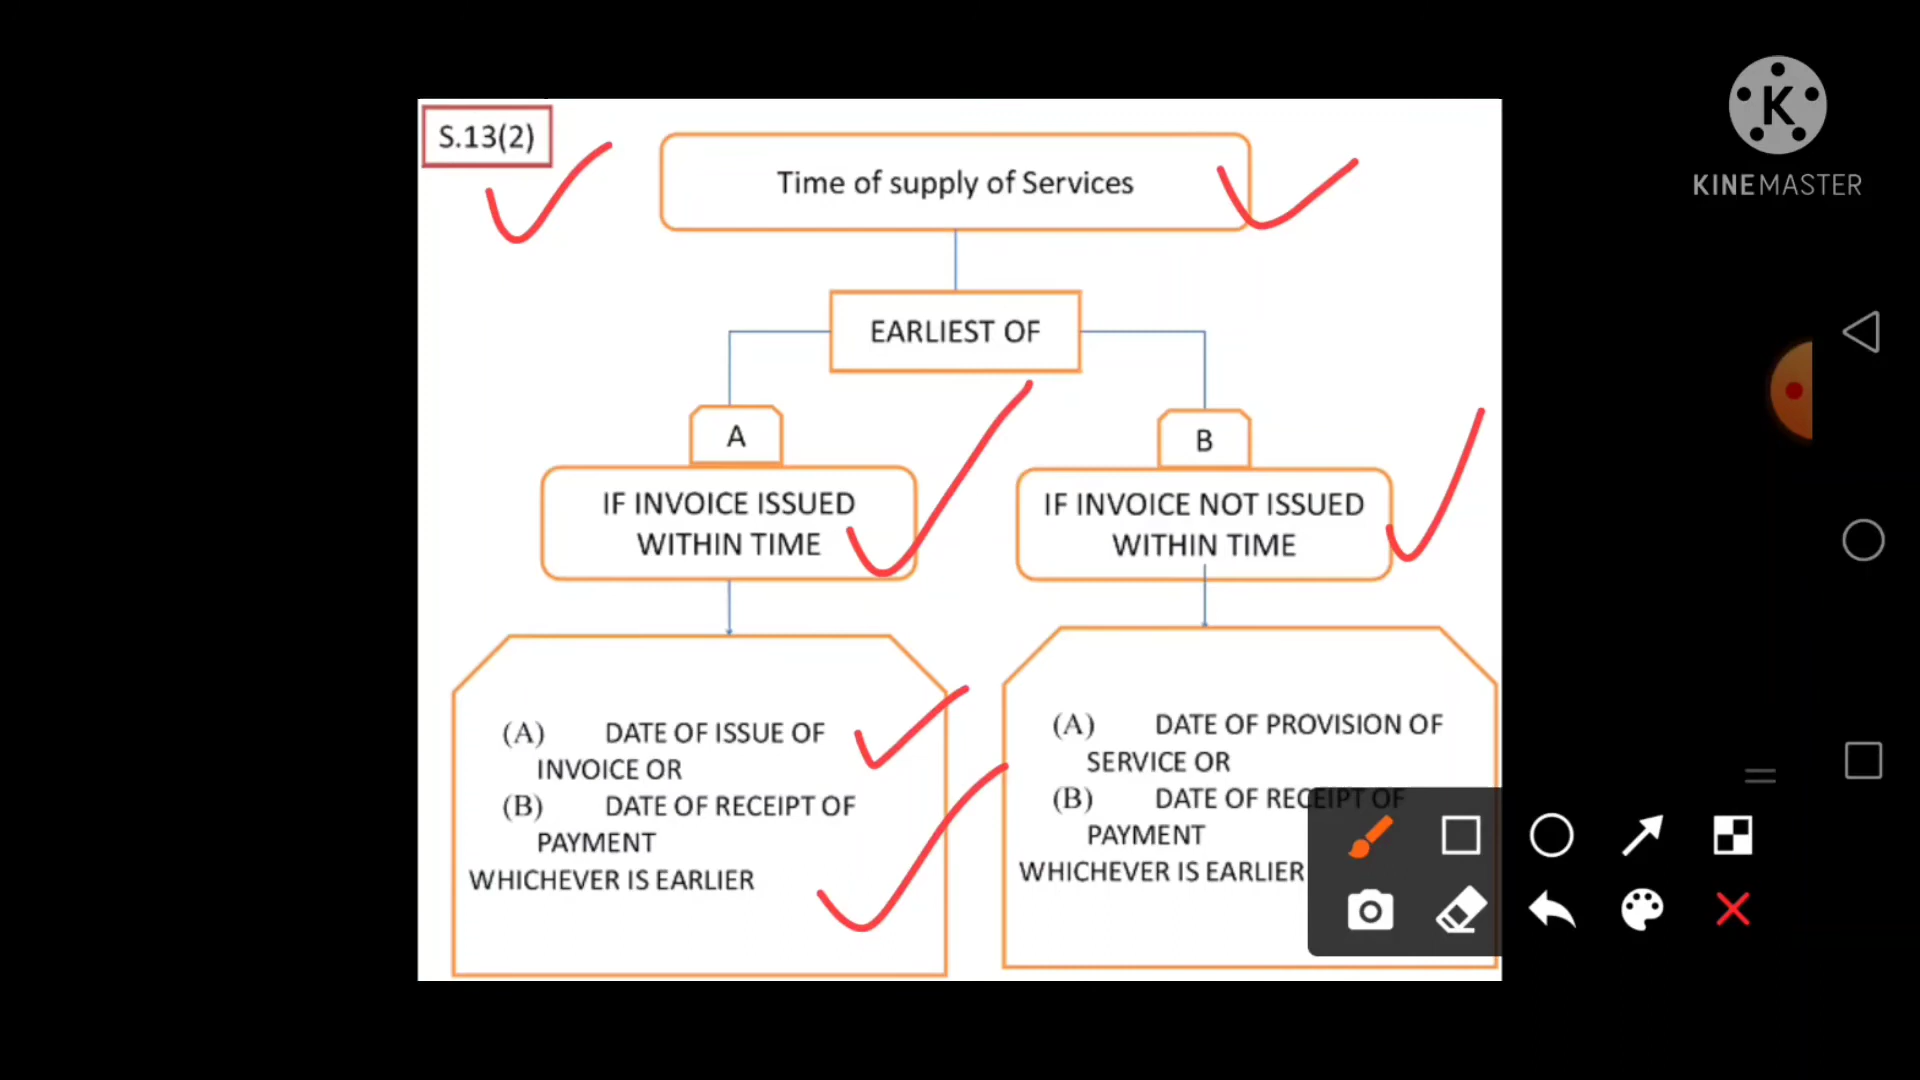 S.13(2)
Time of supply of Services
EARLIEST OF
A
IF INVOICE ISSUED
WITHIN TIME
(A) DATE OF ISSUE OF
INVOICE OR
(B) DATE OF RECEIPT OF
PAYMENT
WHICHEVER IS EARLIER
B
IF INVOICE NOT ISSUED
WITHIN TIME
(A) DATE OF PROVISION OF
SERVICE OR
(B) DATE OF RECEIPT OF
PAYMENT
WHICHEVER IS EARLIER
K
KINEMASTER